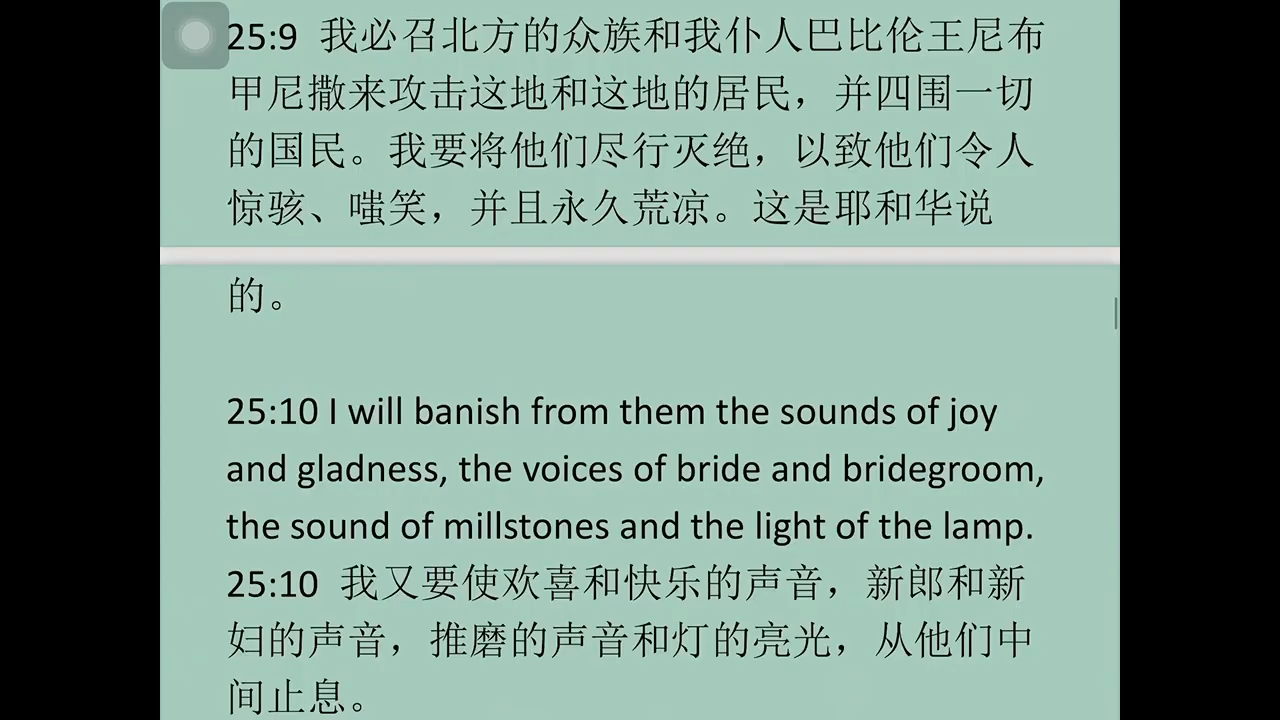 25:9 我必召北方的众族和我仆人巴比伦王尼布
甲尼撒来攻击这地和这地的居民，并四围一切
的国民。我要将他们尽行灭绝，以致他们令人
惊骇、嗤笑，并且永久荒凉。这是耶和华说
的。
25:10 I will banish from them the sounds of joy
and gladness, the voices of bride and bridegroom,
the sound of millstones and the light of the lamp.
25:10 我又要使欢喜和快乐的声音，新郎和新
妇的声音，推磨的声音和灯的亮光，从他们中
间止息。